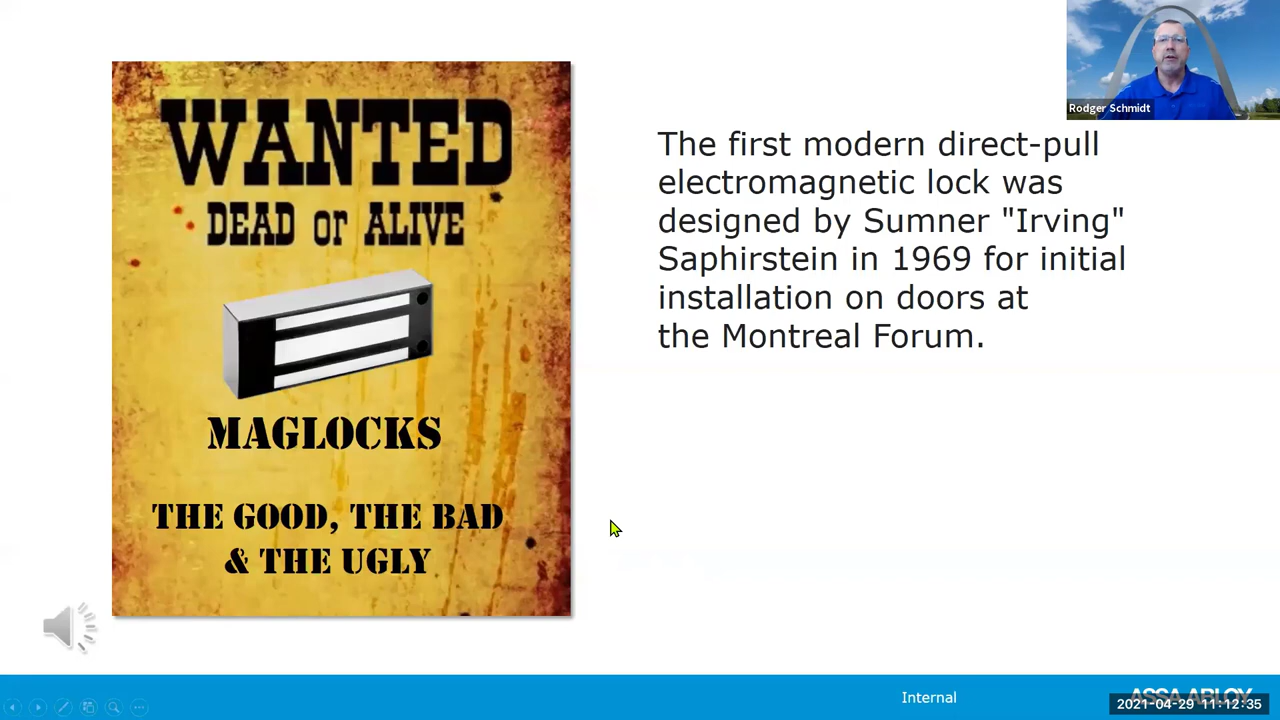 WANTED
DEAD or ALIVE
MAGLOCKS
THE GOOD, THE BAD
& THE UGLY
Rodger Schmidt
The first modern direct-pull
electromagnetic lock was
designed by Sumner "Irving"
Saphirstein in 1969 for initial
installation on doors at
the Montreal Forum.
Internal
ASSA ABLOY
2021-04-29 11:12:35